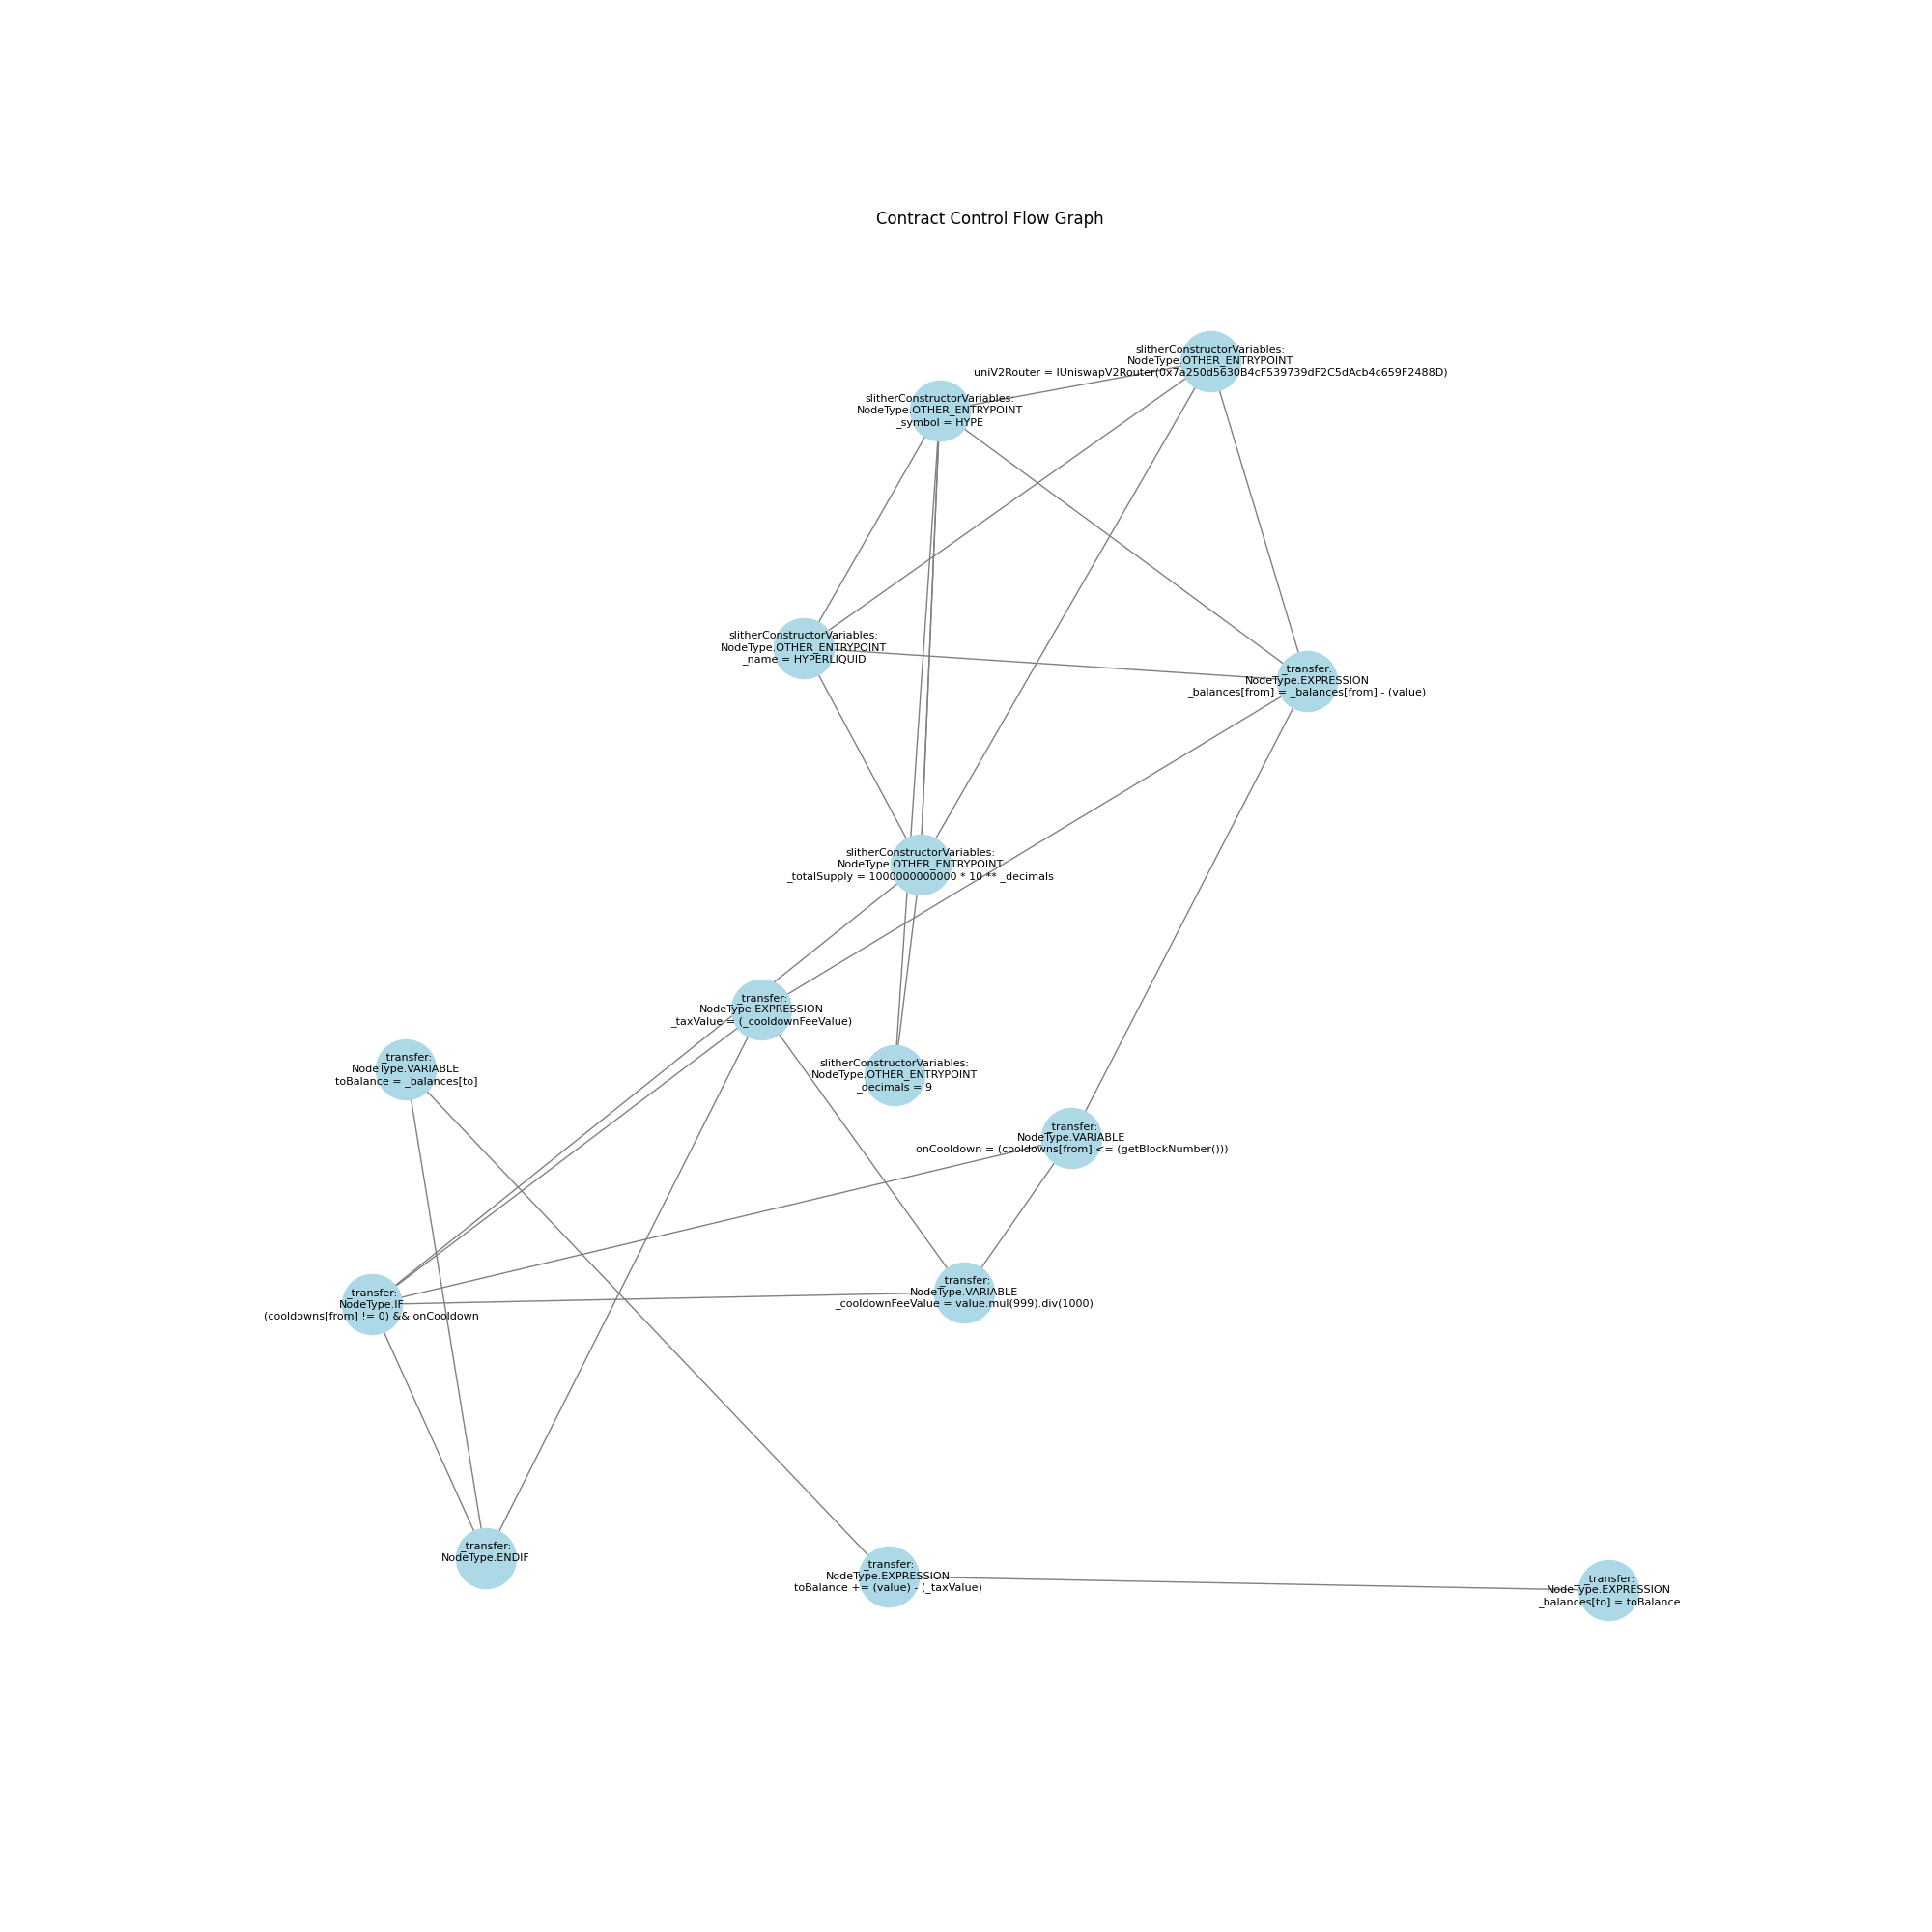 Contract Control Flow Graph
slitherConstructorVariables:
NodeType.OTHER_ENTRYPOINT
uniV2Router = IUniswapV2Router(0x7a250d5630B4cF539739dF2C5dAcb4c659F2488D)
slitherConstructorVariables:
NodeType.OTHER_ENTRYPOINT
_symbol = HYPE
slitherConstructorVariables:
NodeType.OTHER_ENTRYPOINT
_name = HYPERLIQUID
_transfer:
NodeType.EXPRESSION
_balances[from] = _balances[from] - (value)
slitherConstructorVariables:
NodeType.OTHER_ENTRYPOINT
_totalSupply = 1000000000000 * 10 ** _decimals
_transfer:
NodeType.EXPRESSION
_taxValue = (_cooldownFeeValue)
_transfer:
NodeType.VARIABLE
toBalance = _balances[to]
slitherConstructorVariables:
NodeType.OTHER_ENTRYPOINT
_decimals = 9
_transfer:
NodeType.VARIABLE
onCooldown = (cooldowns[from] <= (getBlockNumber()))
_transfer:
NodeType.VARIABLE
_cooldownFeeValue = value.mul(999).div(1000)
_transfer:
NodeType.IF
(cooldowns[from] != 0) && onCooldown
_transfer:
NodeType.ENDIF
_transfer:
NodeType.EXPRESSION
toBalance += (value) - (_taxValue)
_transfer:
NodeType.EXPRESSION
_balances[to] = toBalance